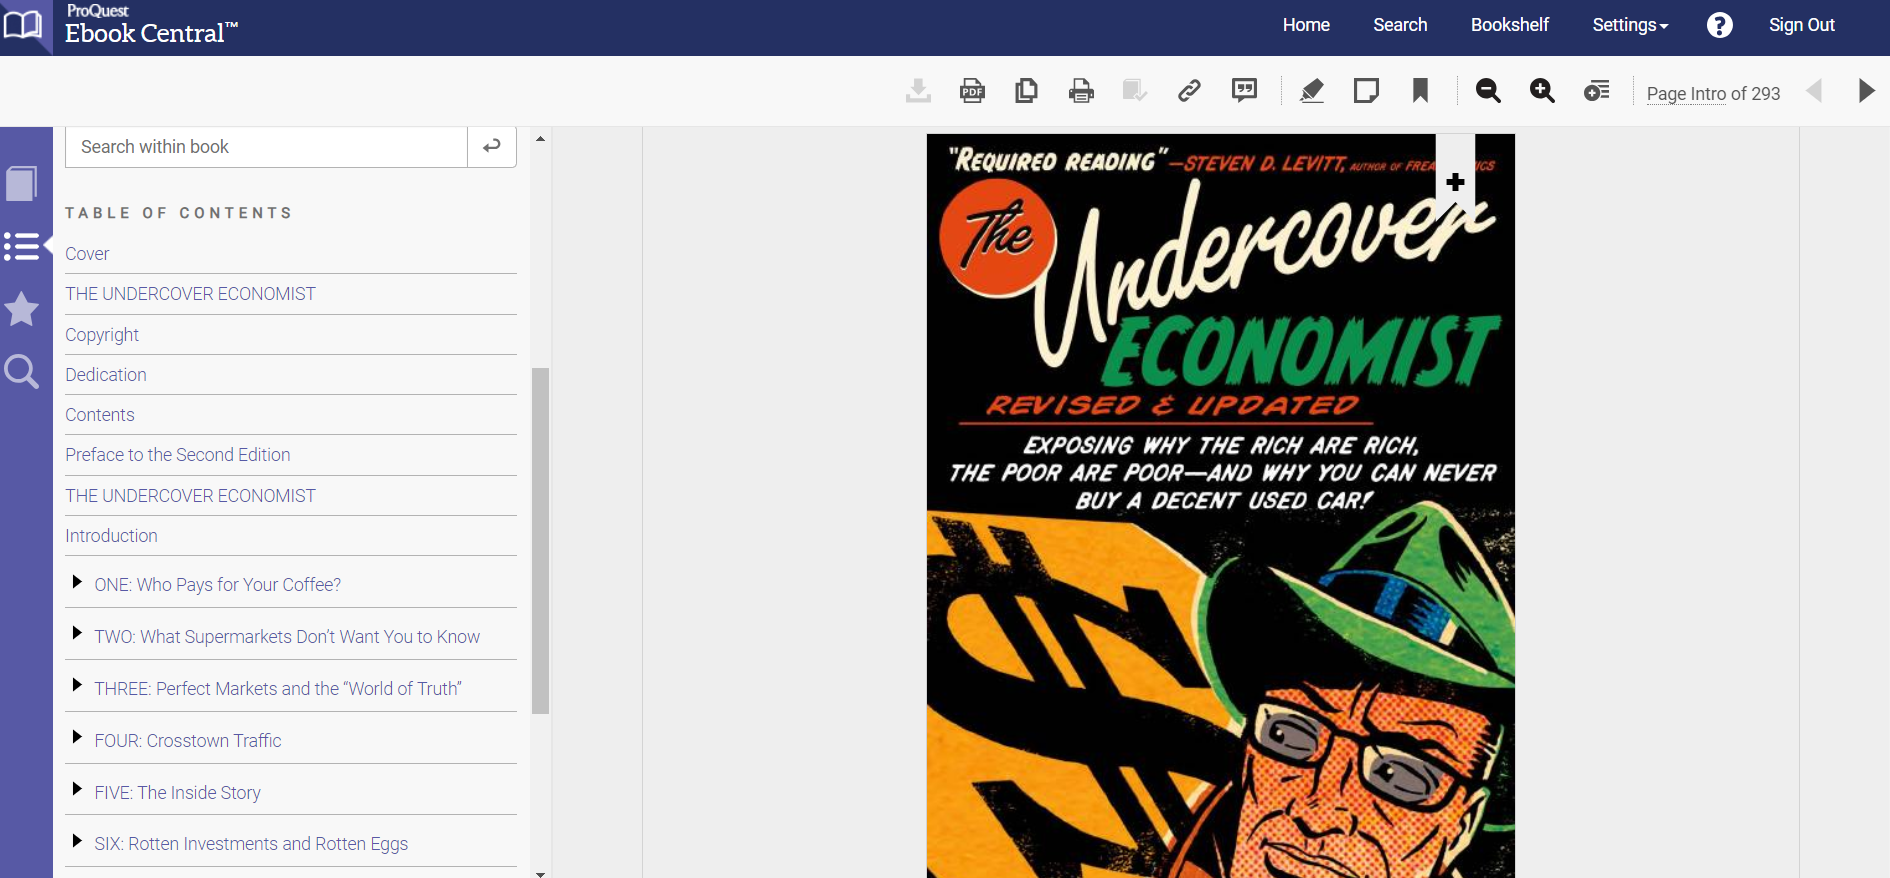 ProQuest
Ebook Central™
Home Search Bookshelf Settings ? Sign Out
PDF
Page Intro of 293
Search within book
TABLE OF CONTENTS
Cover
THE UNDERCOVER ECONOMIST
Copyright
Dedication
Contents
Preface to the Second Edition
THE UNDERCOVER ECONOMIST
Introduction
ONE: Who Pays for Your Coffee?
TWO: What Supermarkets Don’t Want You to Know
THREE: Perfect Markets and the “World of Truth”
FOUR: Crosstown Traffic
FIVE: The Inside Story
SIX: Rotten Investments and Rotten Eggs
"REQUIRED READING"—STEVEN D. LEVITT, AUTHOR OF
The
Undercover
ECONOMIST
REVISED & UPDATED
EXPOSING WHY THE RICH ARE RICH,
THE POOR ARE POOR—AND WHY YOU CAN NEVER
BUY A DECENT USED CAR!